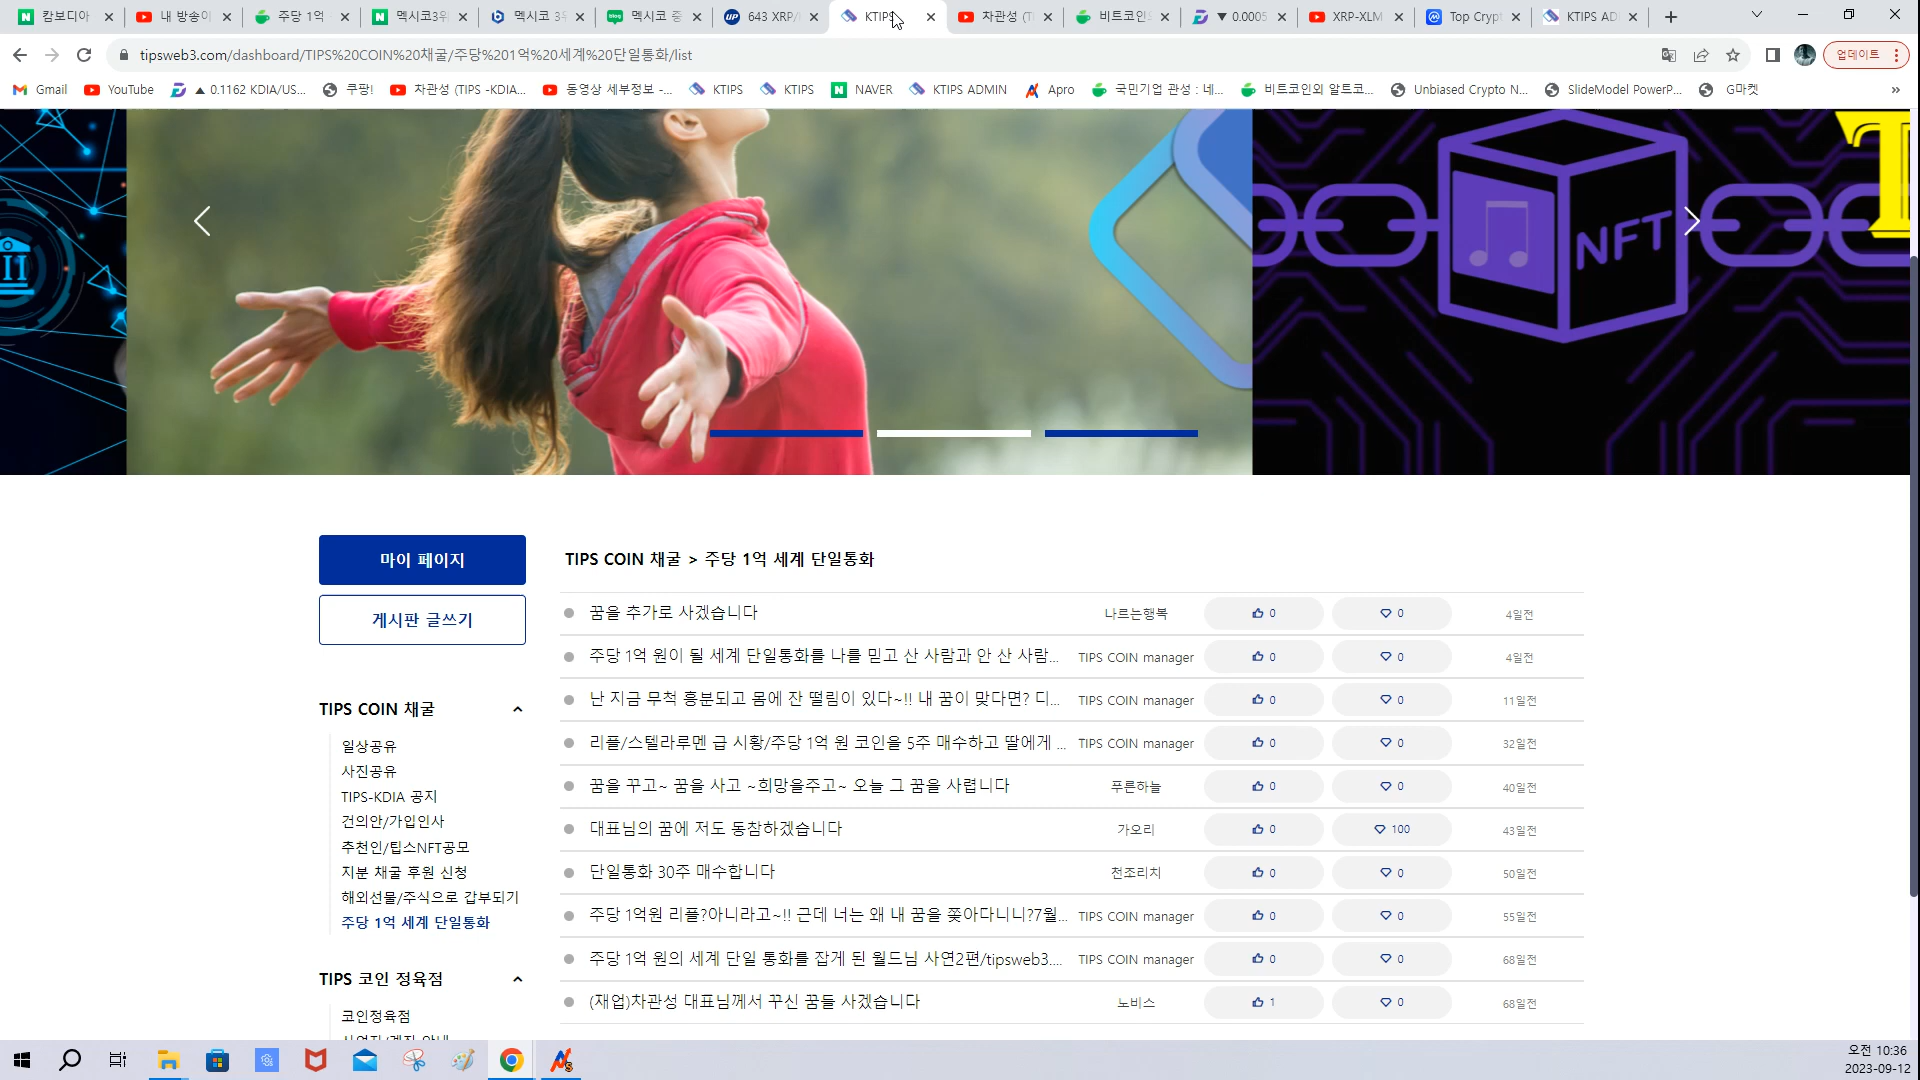 캄보디아
내 방송이
주당 1억
멕시코3위
멕시코 3
멕시코 중
643 XRP/
KTIPS
차관성 (T
비트코인
▼ 0.0005
XRP-XLM
Top Crypt
KTIPS AD
tipsweb3.com/dashboard/TIPS%20COIN%20채굴/주당%201억%20세계%20단일통화/list
업데이트
Gmail
YouTube
▲ 0.1162 KDIA/US...
쿠팡!
차관성 (TIPS -KDIA...
동영상 세부정보 -...
KTIPS
KTIPS
NAVER
KTIPS ADMIN
Apro
국민기업 관성 : 네...
비트코인외 알트코...
Unbiased Crypto N...
SlideModel PowerP...
G마켓
»
NFT
마이 페이지
게시판 글쓰기
TIPS COIN 채굴
일상공유
사진공유
TIPS-KDIA 공지
건의안/가입인사
추천인/팁스NFT공모
지분 채굴 후원 신청
해외선물/주식으로 갑부되기
주당 1억 세계 단일통화
TIPS 코인 정육점
코인정육점
TIPS COIN 채굴 > 주당 1억 세계 단일통화
꿈을 추가로 사겠습니다 나르는행복 0 0 4일전
주당 1억 원이 될 세계 단일통화를 나를 믿고 산 사람과 안 산 사람... TIPS COIN manager 0 0 4일전
난 지금 무척 흥분되고 몸에 잔 떨림이 있다~!! 내 꿈이 맞다면? 디... TIPS COIN manager 0 0 11일전
리플/스텔라루멘 급 시황/주당 1억 원 코인을 5주 매수하고 딸에게 ... TIPS COIN manager 0 0 32일전
꿈을 꾸고~ 꿈을 사고 ~희망을주고~ 오늘 그 꿈을 사렵니다 푸른하늘 0 0 40일전
대표님의 꿈에 저도 동참하겠습니다 가오리 0 100 43일전
단일통화 30주 매수합니다 천조리치 0 0 50일전
주당 1억원 리플?아니라고~!! 근데 너는 왜 내 꿈을 쫒아다니니?7월... TIPS COIN manager 0 0 55일전
주당 1억 원의 세계 단일 통화를 잡게 된 월드님 사연2편/tipsweb3.... TIPS COIN manager 0 0 68일전
(재업)차관성 대표님께서 꾸신 꿈들 사겠습니다 노비스 1 0 68일전
오전 10:36
2023-09-12